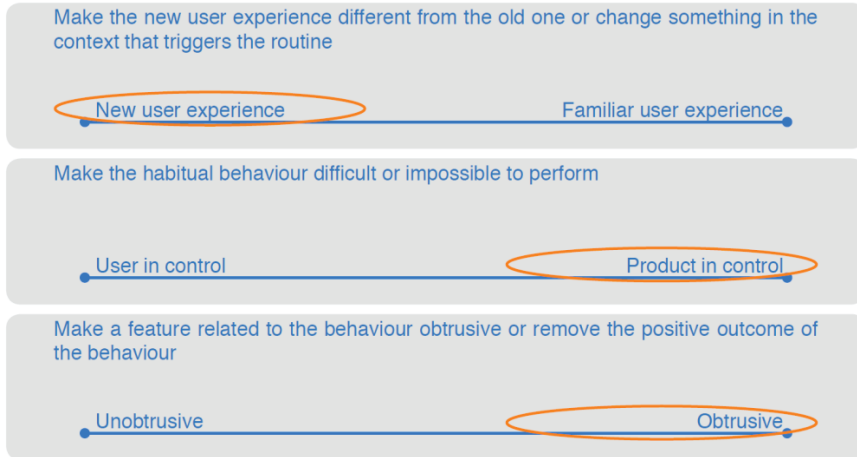 Make the new user experience different from the old one or change something in the
context that triggers the routine
New user experience
Familiar user experience
Make the habitual behaviour difficult or impossible to perform
User in control
Product in control
Make a feature related to the behaviour obtrusive or remove the positive outcome of
the behaviour
Unobtrusive
Obtrusive